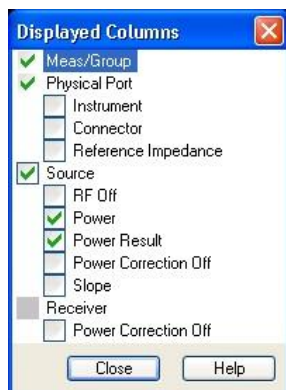 Displayed Columns
Meas/Group
Physical Port
Instrument
Connector
Reference Impedance
Source
RF Off
Power
Power Result
Power Correction Off
Slope
Receiver
Power Correction Off
Close
Help